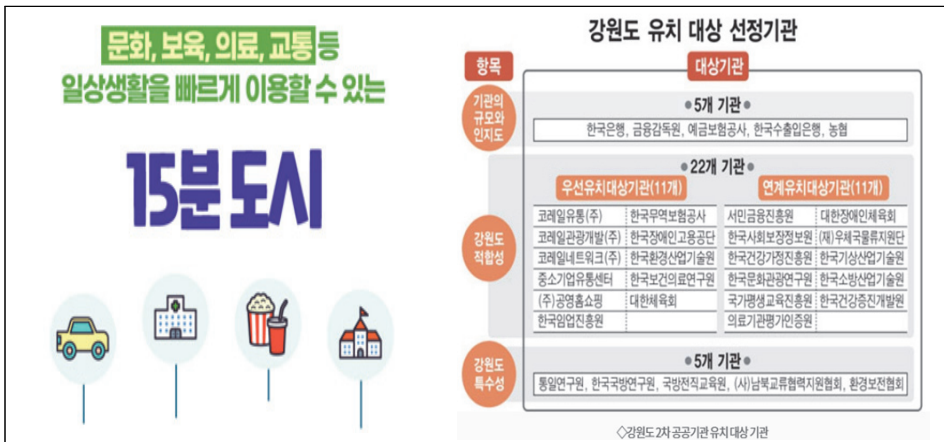 문화, 보육, 의료, 교통 등
일상생활을 빠르게 이용할 수 있는
15분 도시
강원도 유치 대상 선정기관
항목
대상기관
기관의
규모와
인지도
●5개 기관●
한국은행, 금융감독원, 예금보험공사, 한국수출입은행, 농협
강원도
적합성
●22개 기관●
우선유치대상기관(11개)
코레일유통(주) 한국무역보험공사
코레일관광개발(주) 한국장애인고용공단
코레일네트워크(주) 한국환경산업기술원
중소기업유통센터 한국보건의료연구원
(주)공영홈쇼핑 대한체육회
한국임업진흥원
연계유치대상기관(11개)
서민금융진흥원 대한장애인체육회
한국사회보장정보원 (재)우체국물류지원단
한국건강가정진흥원 한국기상산업기술원
한국문화관광연구원 한국소방산업기술원
국가평생교육진흥원 한국건강증진개발원
의료기관평가인증원
강원도
특수성
●5개 기관●
통일연구원, 한국국방연구원, 국방전직교육원, (사)남북교류협력지원협회, 환경보전협회
◇강원도 2차 공공기관 유치 대상 기관